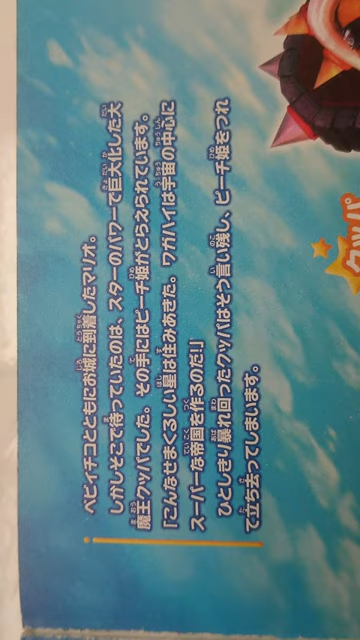 ベビィチコとともにお城に到着したマリオ。
しかしそこで待っていたのは、スターのパワーで巨大化した大
魔王クッパでした。その手にはピーチ姫がとらえられています。
「こんなせまくるしい星は住みあきた。ワガハイは宇宙の中心に
スーパーな帝国を作るのだ!」
ひとしきり暴れ回ったクッパはそう言い残し、ピーチ姫をつれ
て立ち去ってしまいます。
クッパ